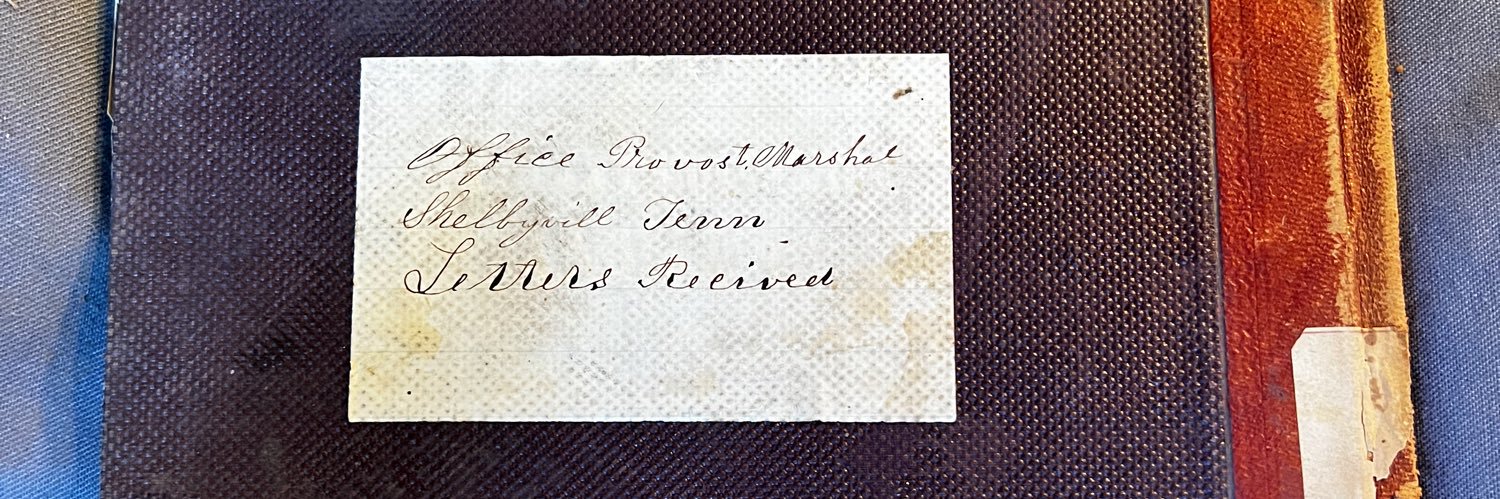 Office Provost Marshal
Shelbyvill Tenn
Letters Recived